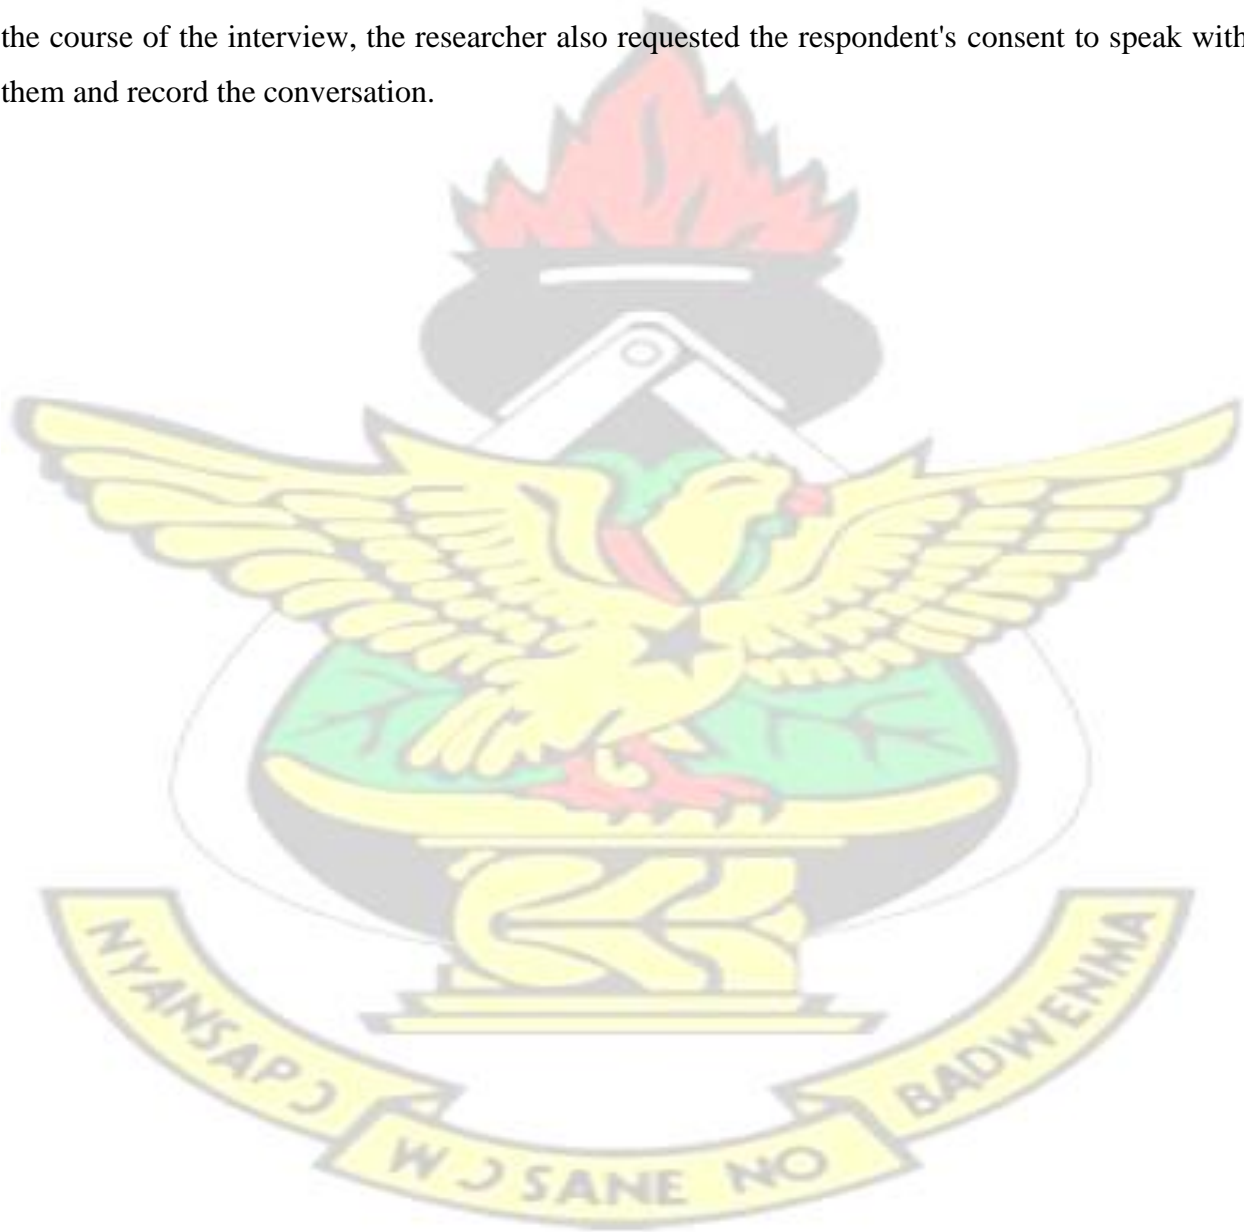 the course of the interview, the researcher also requested the respondent's consent to speak with
them and record the conversation.
NYANSAPƆ
WƆSANE NO
BADWENMA